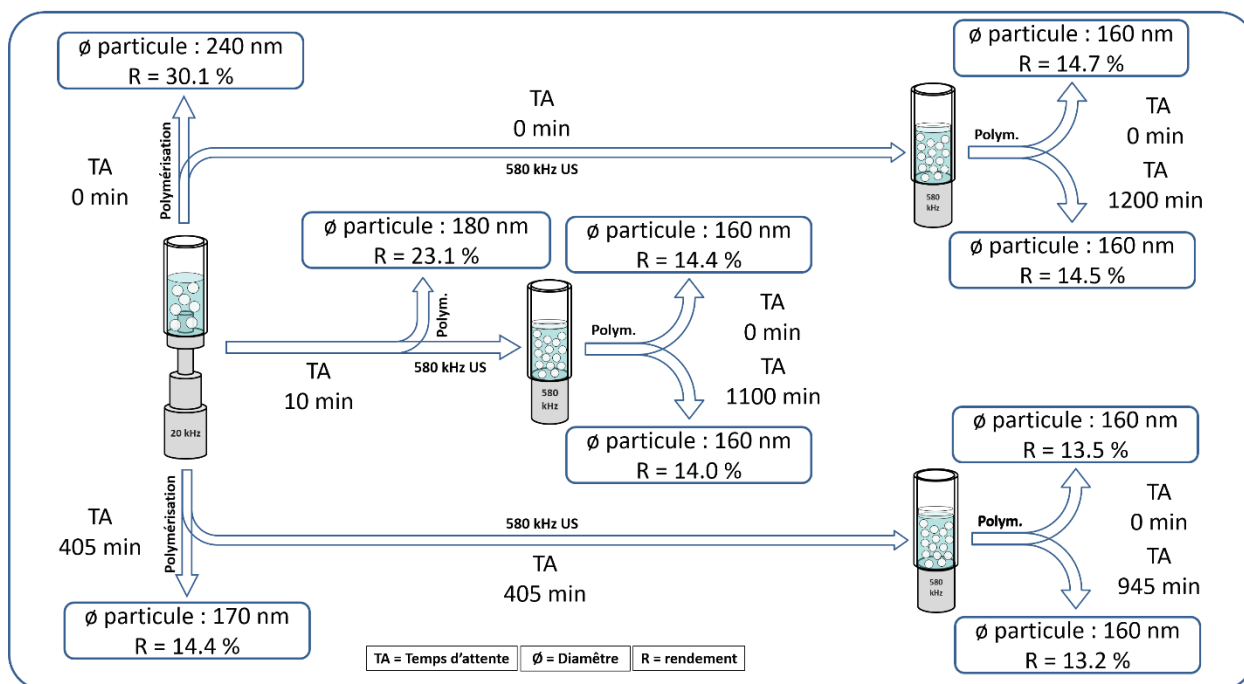 ø particule : 240 nm
R = 30.1 %
TA
0 min
Polymérisation
TA
0 min
580 kHz US
580
kHz
Polym.
ø particule : 160 nm
R = 14.7 %
TA
0 min
TA
1200 min
ø particule : 160 nm
R = 14.5 %
20 kHz
TA
10 min
ø particule : 180 nm
R = 23.1 %
Polym.
580 kHz US
580
kHz
Polym.
ø particule : 160 nm
R = 14.4 %
TA
0 min
TA
1100 min
ø particule : 160 nm
R = 14.0 %
TA
405 min
Polymérisation
ø particule : 170 nm
R = 14.4 %
580 kHz US
TA
405 min
580
kHz
Polym.
ø particule : 160 nm
R = 13.5 %
TA
0 min
TA
945 min
ø particule : 160 nm
R = 13.2 %
TA = Temps d’attente
Ø = Diamêtre
R = rendement